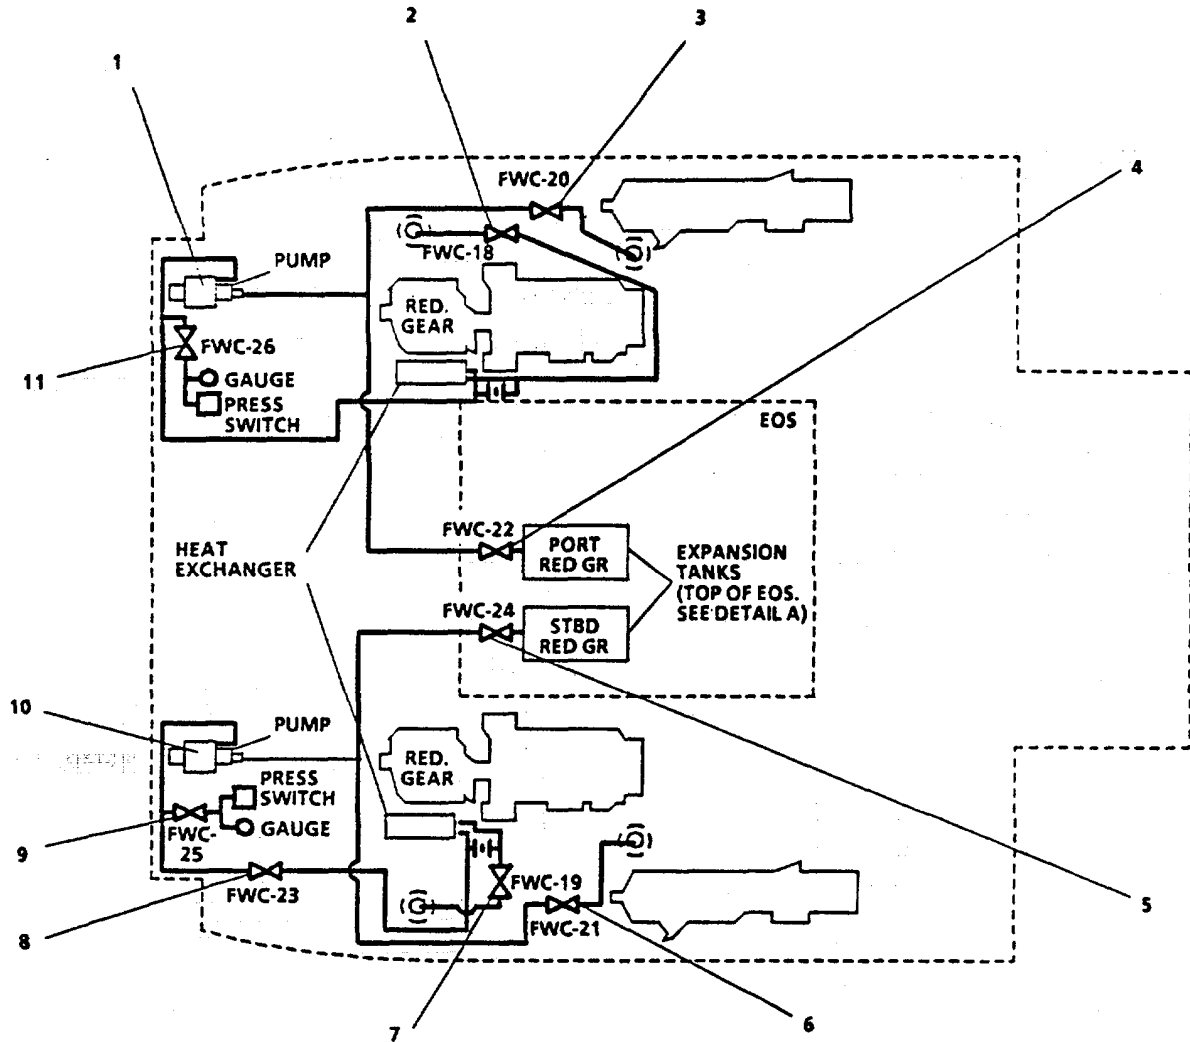 2
3
1
4
FWC-20
FWC-18
PUMP
RED.
GEAR
FWC-26
11
GAUGE
PRESS
SWITCH
EOS
FWC-22
PORT
RED GR
HEAT
EXCHANGER
EXPANSION
TANKS
(TOP OF EOS.
SEE DETAIL A)
FWC-24
STBD
RED GR
10
PUMP
RED.
GEAR
PRESS
SWITCH
GAUGE
FWC-
25
9
FWC-23
FWC-19
FWC-21
5
8
7
6